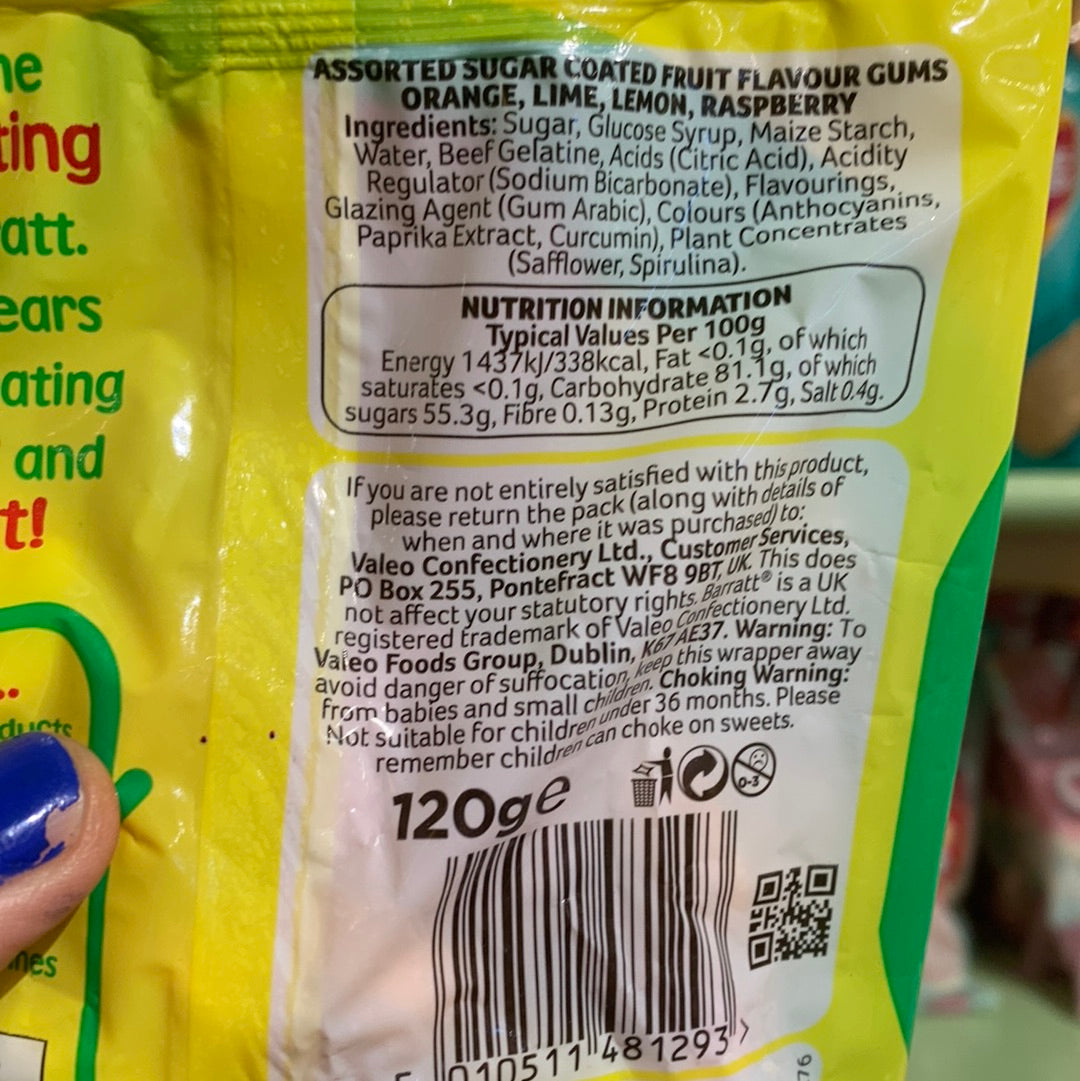 ting
att.
ears
ating
and
t!
ducts
nes
ASSORTED SUGAR COATED FRUIT FLAVOUR GUMS
ORANGE, LIME, LEMON, RASPBERRY
Ingredients: Sugar, Glucose Syrup, Maize Starch,
Water, Beef Gelatine, Acids (Citric Acid), Acidity
Regulator (Sodium Bicarbonate), Flavourings,
Glazing Agent (Gum Arabic), Colours (Anthocyanins,
Paprika Extract, Curcumin), Plant Concentrates
(Safflower, Spirulina).
NUTRITION INFORMATION
Typical Values Per 100g
Energy 1437kJ/338kcal, Fat <0.1g, of which
saturates <0.1g, Carbohydrate 81.1g, of which
sugars 55.3g, Fibre 0.13g, Protein 2.7g, Salt 0.4g.
If you are not entirely satisfied with this product,
please return the pack (along with details of
when and where it was purchased) to:
Valeo Confectionery Ltd., Customer Services,
PO Box 255, Pontefract WF8 9BT, UK. This does
not affect your statutory rights. Barratt® is a UK
registered trademark of Valeo Confectionery Ltd.
Valeo Foods Group, Dublin, K67 AE37. Warning: To
avoid danger of suffocation, keep this wrapper away
from babies and small children. Choking Warning:
Not suitable for children under 36 months. Please
remember children can choke on sweets.
120g℮
0-3
010511 481293 >
76